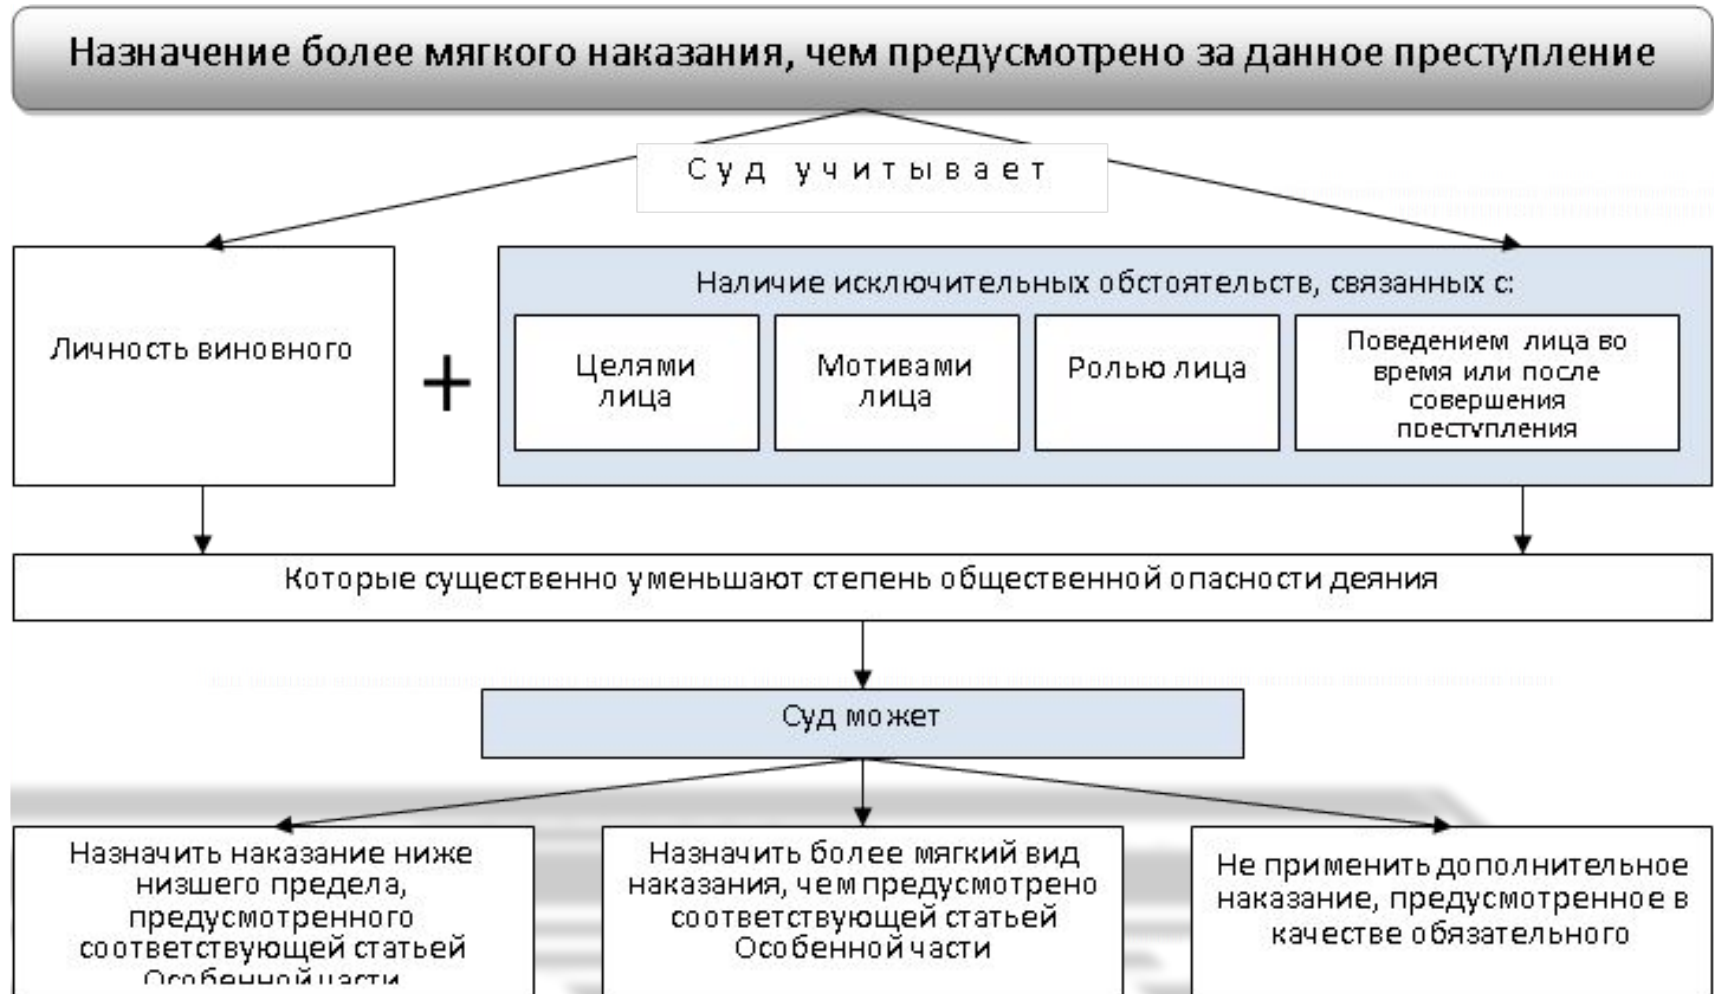 Назначение более мягкого наказания, чем предусмотрено за данное преступление
Суд учитывает
Личность виновного
+
Наличие исключительных обстоятельств, связанных с:
Целями
лица
Мотивами
лица
Ролью лица
Поведением лица во
время или после
совершения
преступления
Которые существенно уменьшают степень общественной опасности деяния
Суд может
Назначить наказание ниже
низшего предела,
предусмотренного
соответствующей статьей
Особенной части
Назначить более мягкий вид
наказания, чем предусмотрено
соответствующей статьей
Особенной части
Не применить дополнительное
наказание, предусмотренное в
качестве обязательного